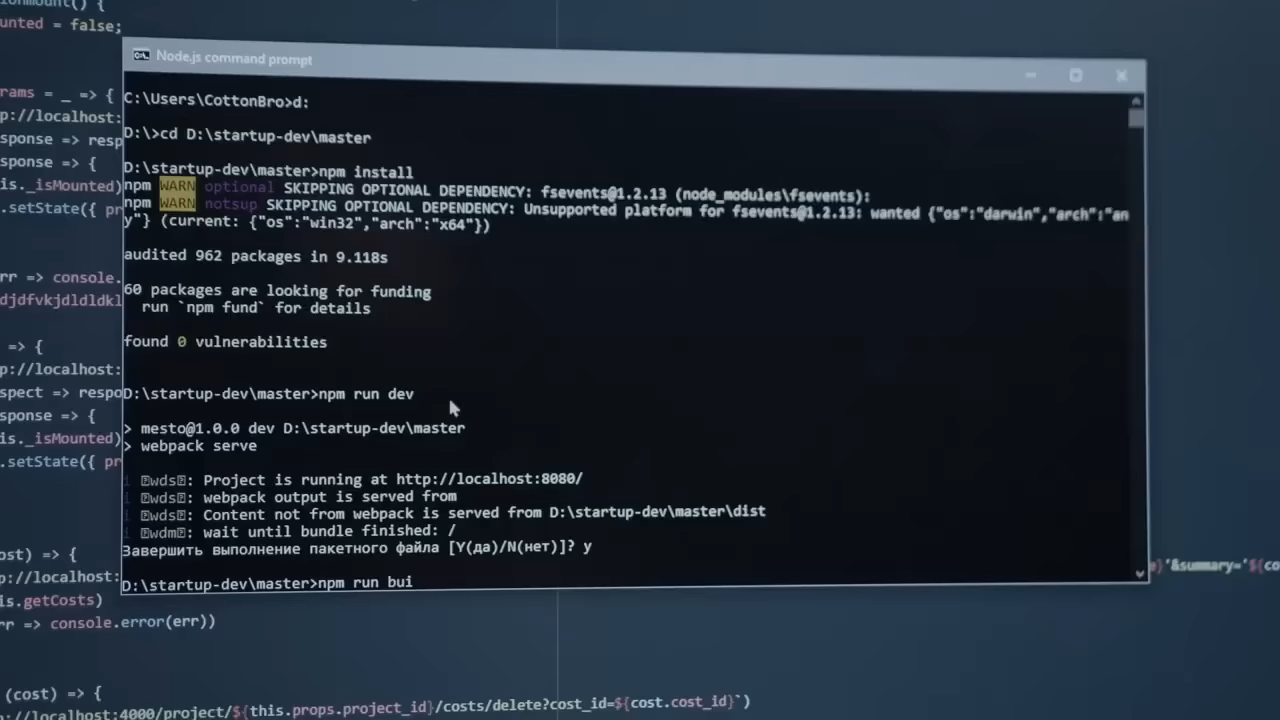 ionmount() {
unted = false;
rams = _ => {
p://localhost:
sponse => resp
sponse => {
is._isMounted)
.setState({ pr
rr => console.
djdfvkjdldldkl
=> {
p://localhost:
spect => respo
sponse => {
is._isMounted)
.setState({ pr
ost) => {
p://localhost:
is.getCosts)
rr => console.error(err))
(cost) => {
://localhost:4000/project/${this.props.project_id}/costs/delete?cost_id=${cost.cost_id}`)
e}'&summary='${co
Node.js command prompt
C:\Users\CottonBro>d:
D:\>cd D:\startup-dev\master
D:\startup-dev\master>npm install
npm WARN optional SKIPPING OPTIONAL DEPENDENCY: fsevents@1.2.13 (node_modules\fsevents):
npm WARN notsup SKIPPING OPTIONAL DEPENDENCY: Unsupported platform for fsevents@1.2.13: wanted {"os":"darwin","arch":"an
y"} (current: {"os":"win32","arch":"x64"})
audited 962 packages in 9.118s
60 packages are looking for funding
run `npm fund` for details
found 0 vulnerabilities
D:\startup-dev\master>npm run dev
> mesto@1.0.0 dev D:\startup-dev\master
> webpack serve
i ⍰wds⍰: Project is running at http://localhost:8080/
i ⍰wds⍰: webpack output is served from
i ⍰wds⍰: Content not from webpack is served from D:\startup-dev\master\dist
i ⍰wdm⍰: wait until bundle finished: /
Завершить выполнение пакетного файла [Y(да)/N(нет)]? y
D:\startup-dev\master>npm run bui